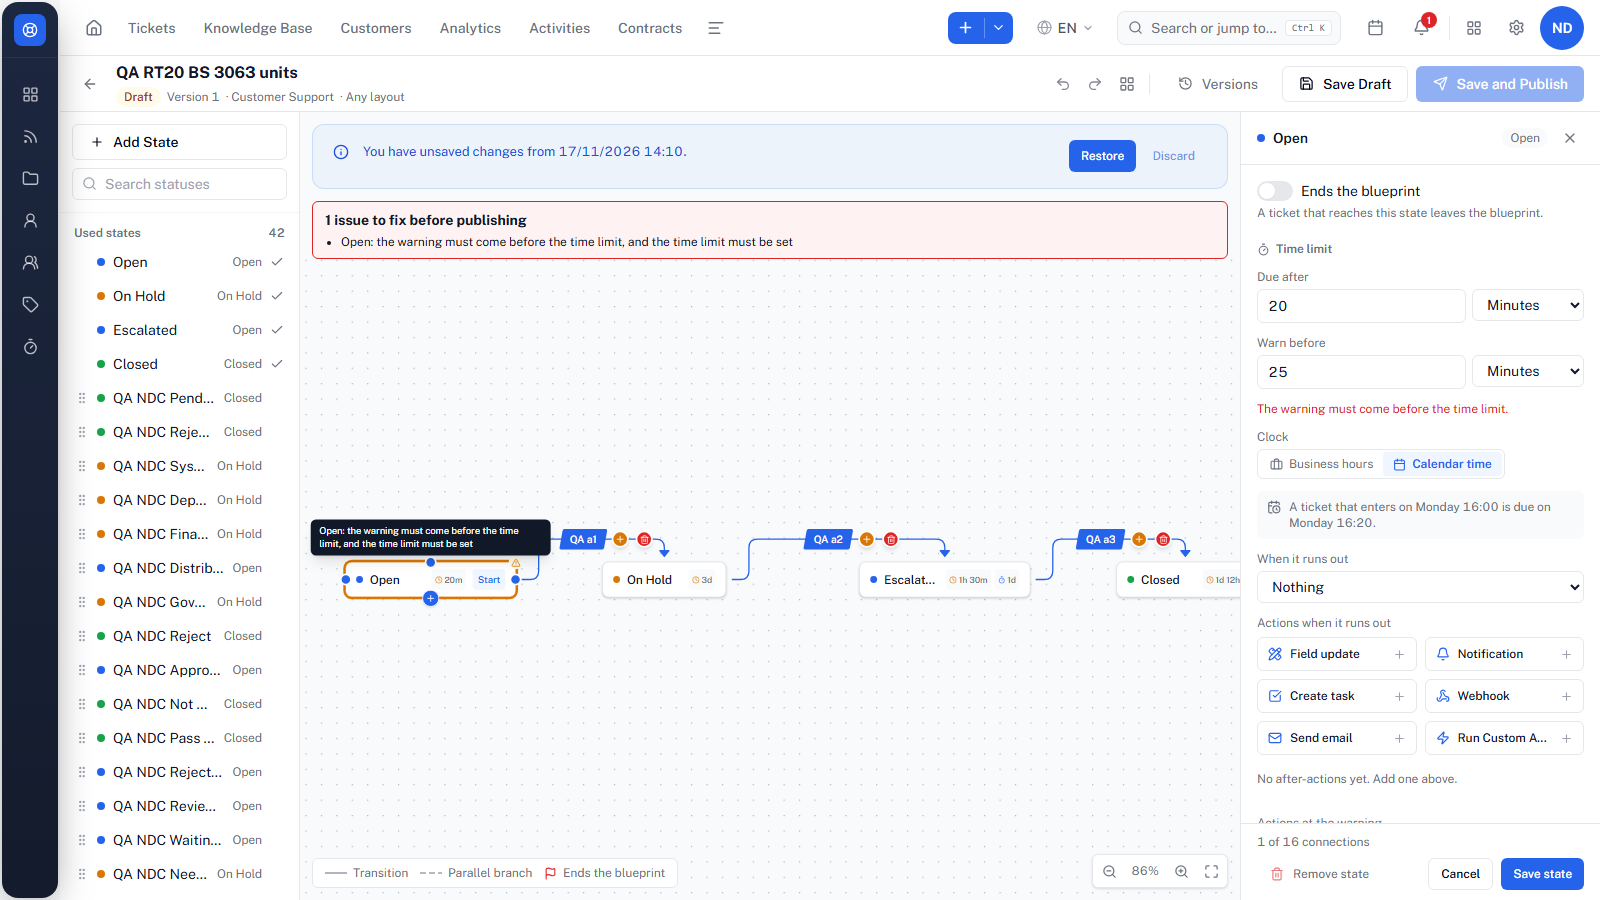 Tickets
Knowledge Base
Customers
Analytics
Activities
Contracts
EN
Search or jump to...
Ctrl K
1
ND
QA RT20 BS 3063 units
Draft
Version 1 · Customer Support · Any layout
Versions
Save Draft
Save and Publish
Add State
Search statuses
Used states 42
Open Open
On Hold On Hold
Escalated Open
Closed Closed
QA NDC Pend... Closed
QA NDC Reje... Closed
QA NDC Sys... On Hold
QA NDC Dep... On Hold
QA NDC Fina... On Hold
QA NDC Distrib... Open
QA NDC Gov... On Hold
QA NDC Reject Closed
QA NDC Appro... Open
QA NDC Not ... Closed
QA NDC Pass ... Closed
QA NDC Reject... Open
QA NDC Revie... Open
QA NDC Waitin... Open
QA NDC Nee... On Hold
You have unsaved changes from 17/11/2026 14:10.
Restore
Discard
1 issue to fix before publishing
• Open: the warning must come before the time limit, and the time limit must be set
Open: the warning must come before the time
limit, and the time limit must be set
QA a1
QA a2
QA a3
Open 20m Start
On Hold 3d
Escalat... 1h 30m 1d
Closed 1d 12h
Transition
Parallel branch
Ends the blueprint
86%
Open
Open
Ends the blueprint
A ticket that reaches this state leaves the blueprint.
Time limit
Due after
20 Minutes
Warn before
25 Minutes
The warning must come before the time limit.
Clock
Business hours
Calendar time
A ticket that enters on Monday 16:00 is due on
Monday 16:20.
When it runs out
Nothing
Actions when it runs out
Field update
Notification
Create task
Webhook
Send email
Run Custom A...
No after-actions yet. Add one above.
Actions at the warning
1 of 16 connections
Remove state
Cancel
Save state